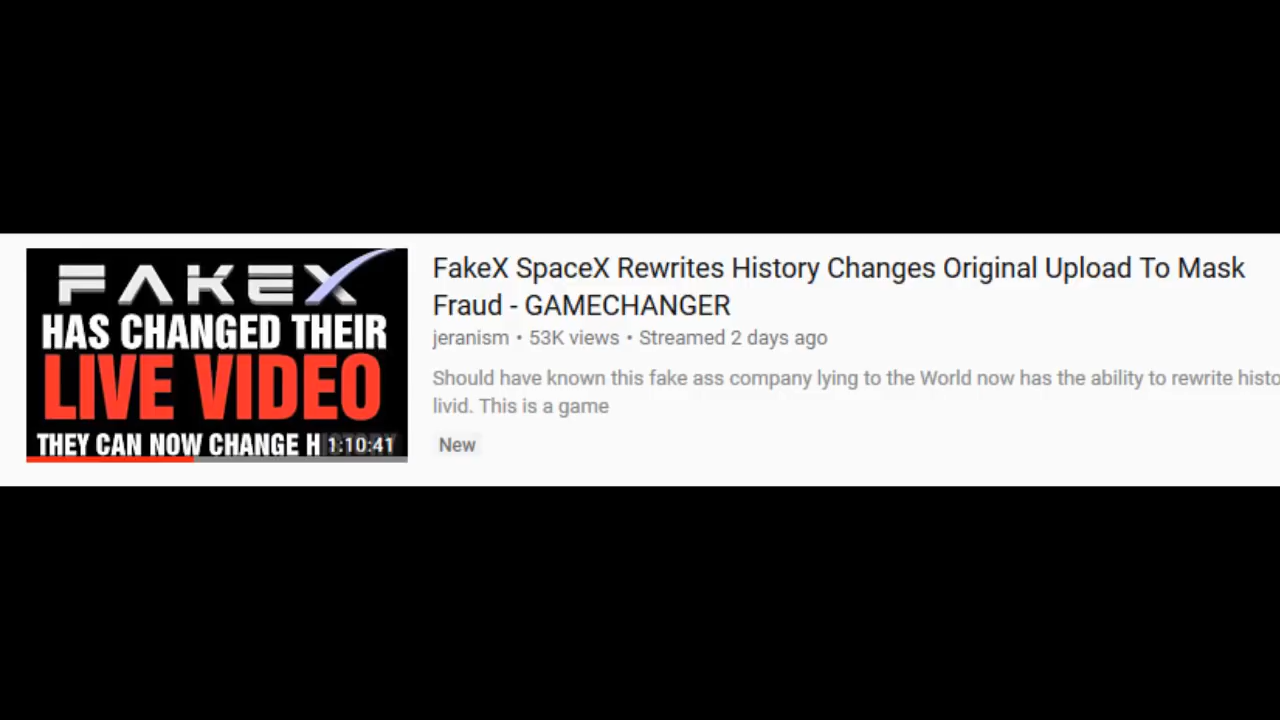 FAKEX
HAS CHANGED THEIR
LIVE VIDEO
THEY CAN NOW CHANGE HISTORY
1:10:41
FakeX SpaceX Rewrites History Changes Original Upload To Mask
Fraud - GAMECHANGER
jeranism • 53K views • Streamed 2 days ago
Should have known this fake ass company lying to the World now has the ability to rewrite histo
livid. This is a game
New